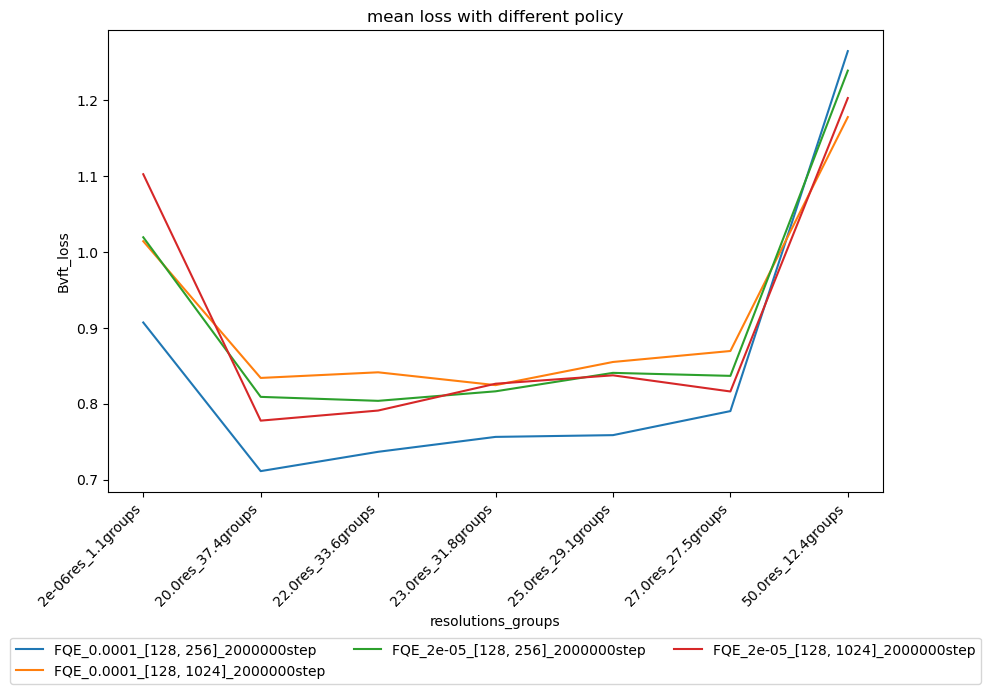 mean loss with different policy
Bvft_loss
1.2
1.1
1.0
0.9
0.8
0.7
2e-06res_1.1groups
20.0res_37.4groups
22.0res_33.6groups
23.0res_31.8groups
25.0res_29.1groups
27.0res_27.5groups
50.0res_12.4groups
resolutions_groups
FQE_0.0001_[128, 256]_2000000step
FQE_0.0001_[128, 1024]_2000000step
FQE_2e-05_[128, 256]_2000000step
FQE_2e-05_[128, 1024]_2000000step